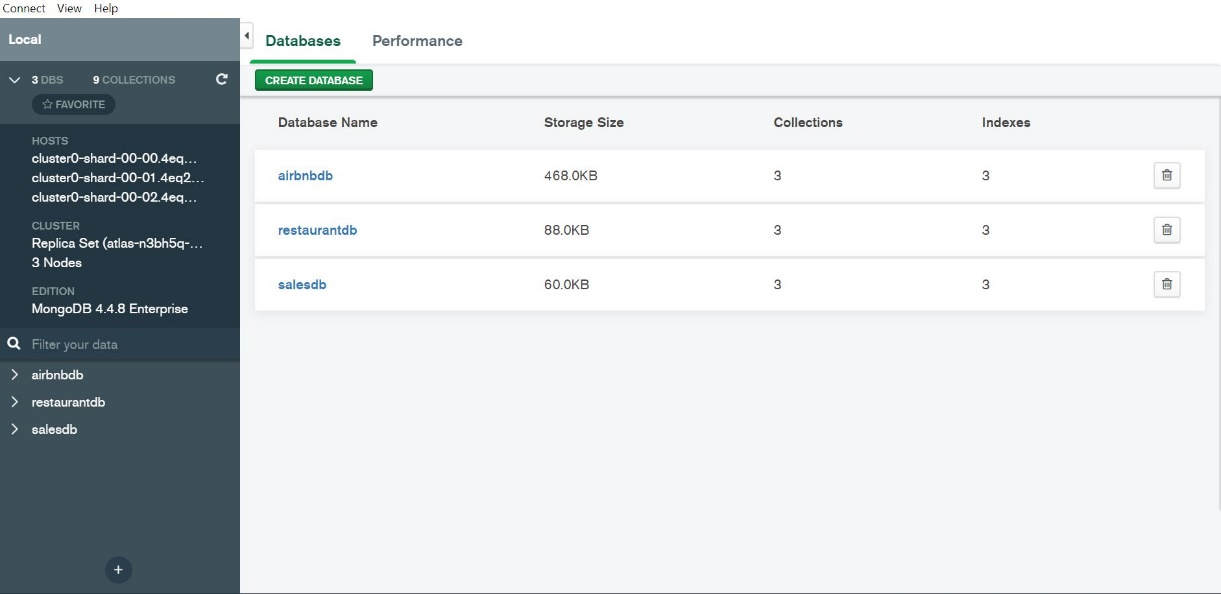 Connect View Help
Local
3 DBS 9 COLLECTIONS
FAVORITE
HOSTS
cluster0-shard-00-00.4eq...
cluster0-shard-00-01.4eq2...
cluster0-shard-00-02.4eq...
CLUSTER
Replica Set (atlas-n3bh5q-...
3 Nodes
EDITION
MongoDB 4.4.8 Enterprise
Filter your data
airbnbdb
restaurantdb
salesdb
Databases Performance
CREATE DATABASE
Database Name Storage Size Collections Indexes
airbnbdb 468.0KB 3 3
restaurantdb 88.0KB 3 3
salesdb 60.0KB 3 3